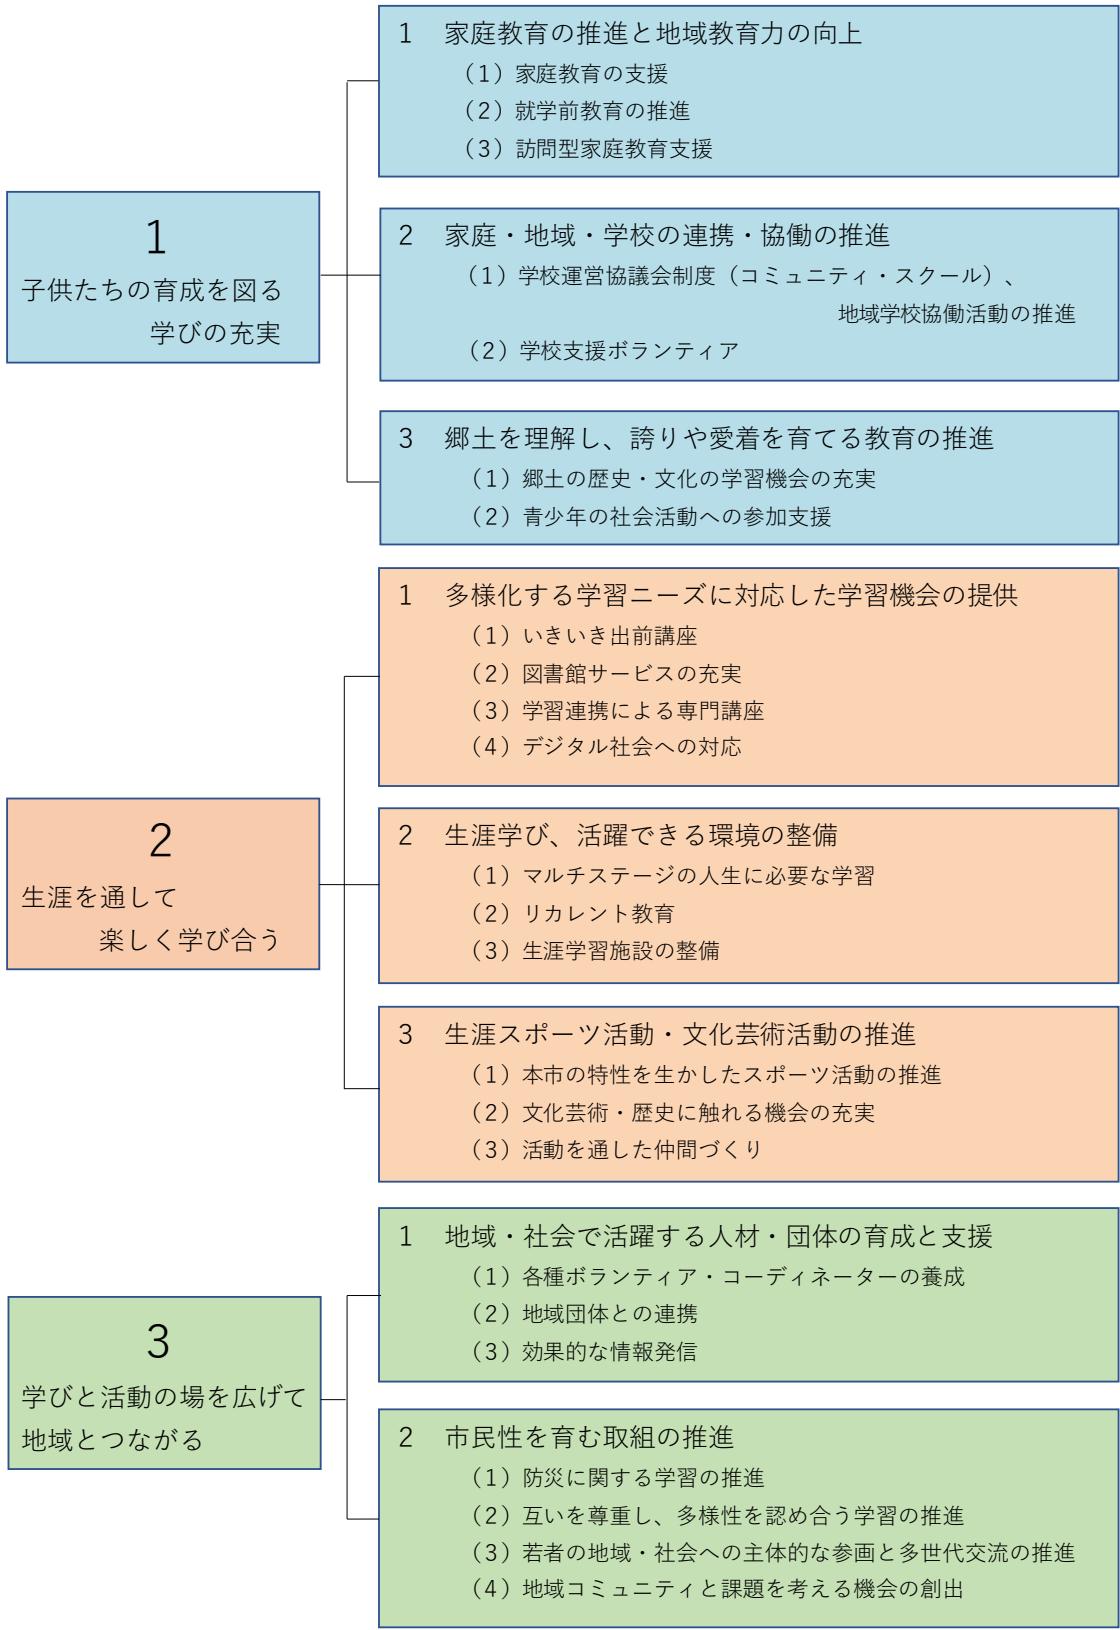 1
子供たちの育成を図る
学びの充実
1 家庭教育の推進と地域教育力の向上
（1）家庭教育の支援
（2）就学前教育の推進
（3）訪問型家庭教育支援
2 家庭・地域・学校の連携・協働の推進
（1）学校運営協議会制度（コミュニティ・スクール）、
地域学校協働活動の推進
（2）学校支援ボランティア
3 郷土を理解し、誇りや愛着を育てる教育の推進
（1）郷土の歴史・文化の学習機会の充実
（2）青少年の社会活動への参加支援
2
生涯を通して
楽しく学び合う
1 多様化する学習ニーズに対応した学習機会の提供
（1）いきいき出前講座
（2）図書館サービスの充実
（3）学習連携による専門講座
（4）デジタル社会への対応
2 生涯学び、活躍できる環境の整備
（1）マルチステージの人生に必要な学習
（2）リカレント教育
（3）生涯学習施設の整備
3 生涯スポーツ活動・文化芸術活動の推進
（1）本市の特性を生かしたスポーツ活動の推進
（2）文化芸術・歴史に触れる機会の充実
（3）活動を通した仲間づくり
3
学びと活動の場を広げて
地域とつながる
1 地域・社会で活躍する人材・団体の育成と支援
（1）各種ボランティア・コーディネーターの養成
（2）地域団体との連携
（3）効果的な情報発信
2 市民性を育む取組の推進
（1）防災に関する学習の推進
（2）互いを尊重し、多様性を認め合う学習の推進
（3）若者の地域・社会への主体的な参画と多世代交流の推進
（4）地域コミュニティと課題を考える機会の創出